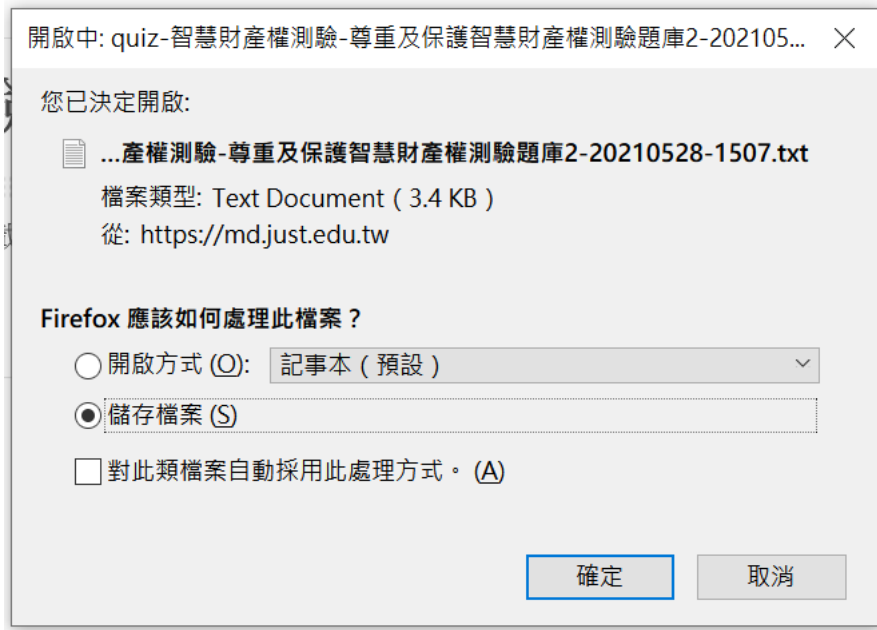 開啟中: quiz-智慧財產權測驗-尊重及保護智慧財產權測驗題庫2-202105...
您已決定開啟:
...產權測驗-尊重及保護智慧財產權測驗題庫2-20210528-1507.txt
檔案類型: Text Document ( 3.4 KB )
從: https://md.just.edu.tw
Firefox 應該如何處理此檔案？
開啟方式 (O): 記事本（預設）
儲存檔案 (S)
對此類檔案自動採用此處理方式。 (A)
確定 取消